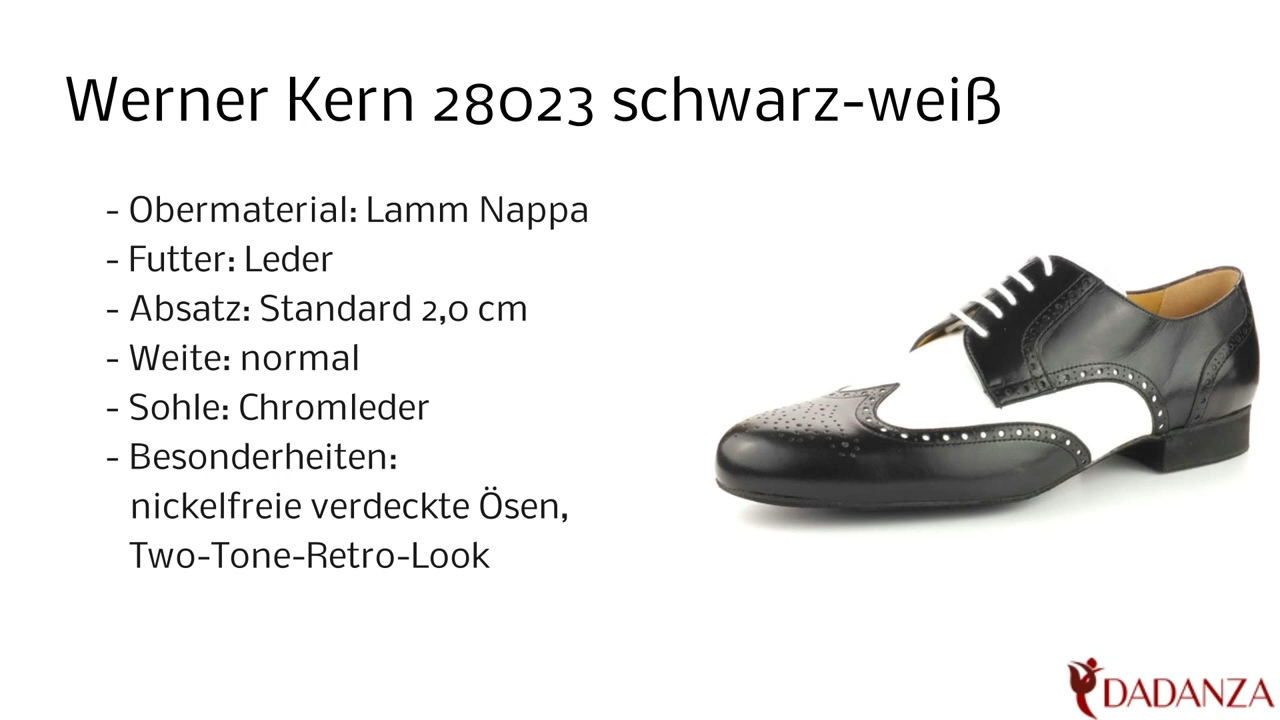 Werner Kern 28023 schwarz-weiß
- Obermaterial: Lamm Nappa
- Futter: Leder
- Absatz: Standard 2,0 cm
- Weite: normal
- Sohle: Chromleder
- Besonderheiten:
nickelfreie verdeckte Ösen,
Two-Tone-Retro-Look
DADANZA